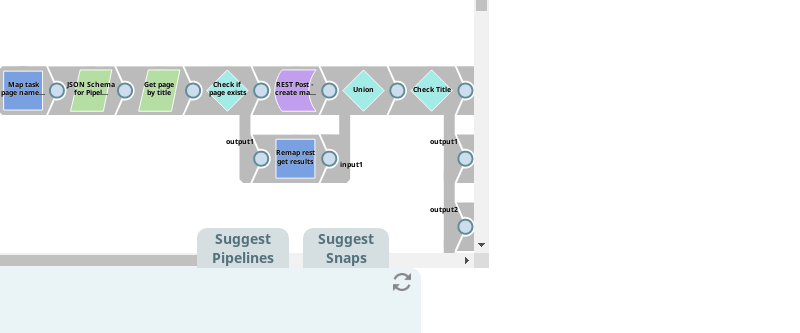 Map task
page name...
JSON Schema
for Pipel...
Get page
by title
Check if
page exists
REST Post -
create ma...
Union
Check Title
output1
Remap rest
get results
input1
output1
output2
Suggest
Pipelines
Suggest
Snaps